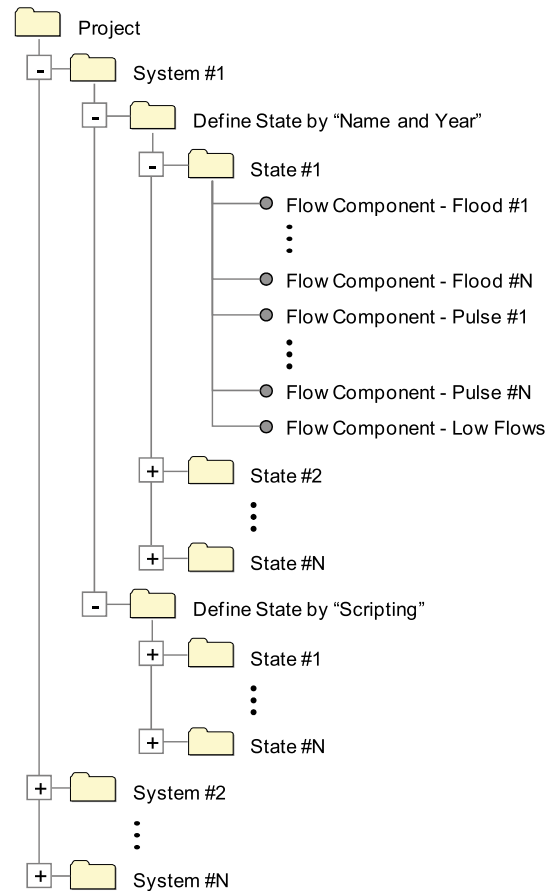 Project
System #1
Define State by “Name and Year”
State #1
Flow Component - Flood #1
Flow Component - Flood #N
Flow Component - Pulse #1
Flow Component - Pulse #N
Flow Component - Low Flows
State #2
State #N
Define State by “Scripting”
State #1
State #N
System #2
System #N